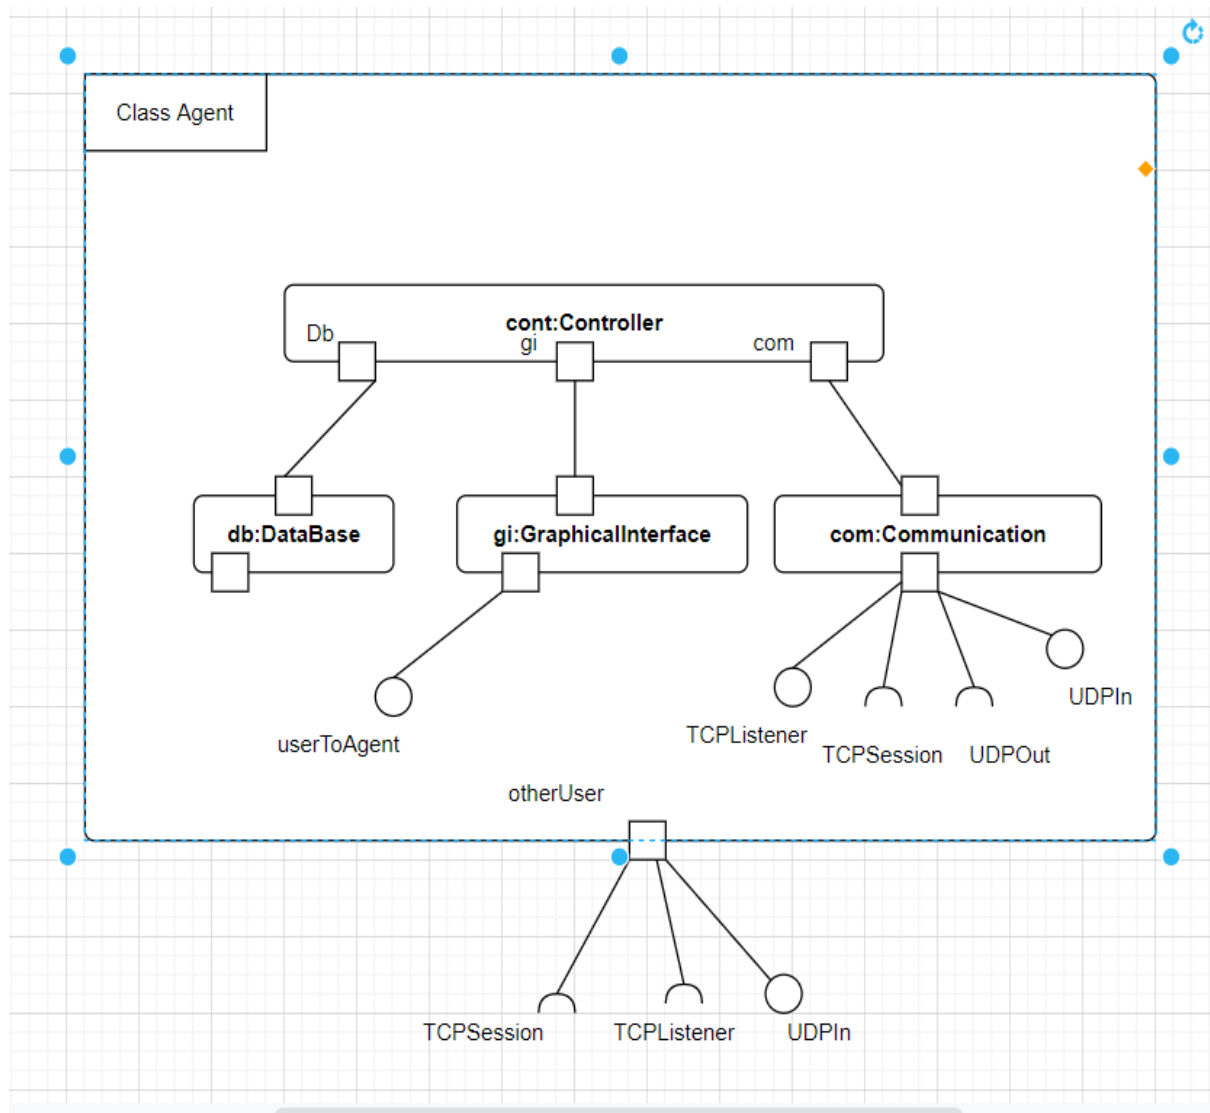 Class Agent
cont:Controller
Db
gi
com
db:DataBase
gi:GraphicalInterface
com:Communication
userToAgent
TCPListener
TCPSession
UDPOut
UDPIn
otherUser
TCPSession
TCPListener
UDPIn